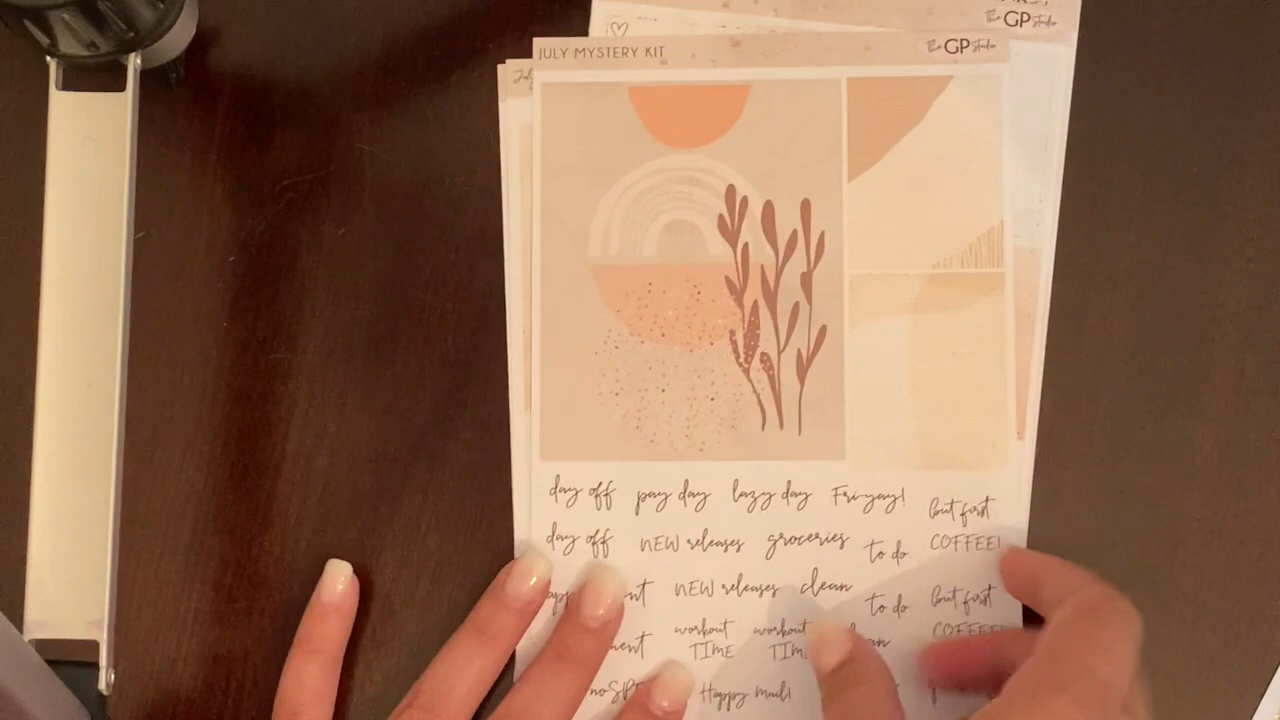 The GP Studio
JULY MYSTERY KIT The GP Studio
July
day off pay day lazy day Fri-yay! but first
COFFEE!
day off NEW releases groceries to do
NEW releases clean to do but first
COFFEE!
workout workout
TIME TIME
Happy mail!